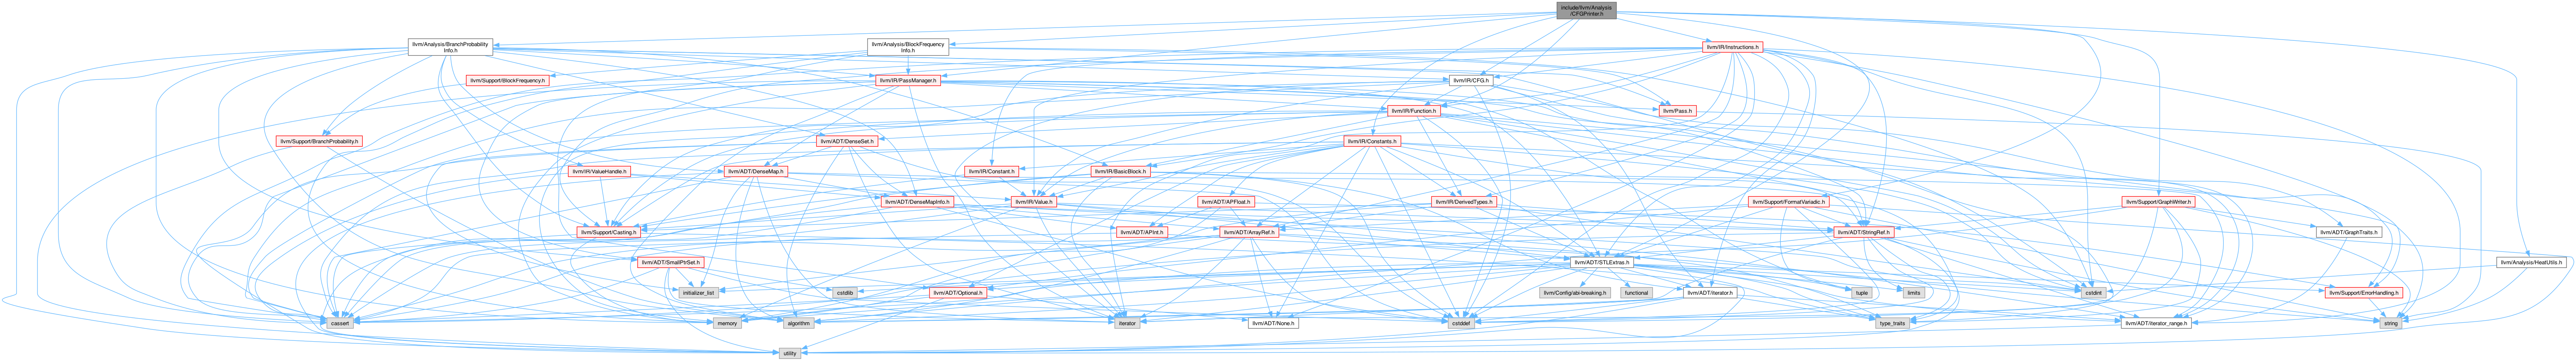 include/llvm/Analysis
/CFGPrinter.h
llvm/Analysis/BranchProbability
Info.h
llvm/Analysis/BlockFrequency
Info.h
llvm/IR/Instructions.h
llvm/Support/BlockFrequency.h
llvm/IR/PassManager.h
llvm/IR/CFG.h
llvm/IR/Function.h
llvm/Pass.h
llvm/Support/BranchProbability.h
llvm/ADT/DenseSet.h
llvm/IR/Constants.h
llvm/IR/ValueHandle.h
llvm/ADT/DenseMap.h
llvm/IR/Constant.h
llvm/IR/BasicBlock.h
llvm/ADT/DenseMapInfo.h
llvm/IR/Value.h
llvm/ADT/APFloat.h
llvm/IR/DerivedTypes.h
llvm/Support/FormatVariadic.h
llvm/Support/GraphWriter.h
llvm/Support/Casting.h
llvm/ADT/APInt.h
llvm/ADT/ArrayRef.h
llvm/ADT/StringRef.h
llvm/ADT/GraphTraits.h
llvm/ADT/SmallPtrSet.h
llvm/ADT/STLExtras.h
llvm/Analysis/HeatUtils.h
initializer_list
cstdlib
llvm/ADT/Optional.h
llvm/Config/abi-breaking.h
functional
llvm/ADT/iterator.h
tuple
limits
cstdint
llvm/Support/ErrorHandling.h
cassert
memory
algorithm
iterator
llvm/ADT/None.h
cstddef
type_traits
llvm/ADT/iterator_range.h
string
utility